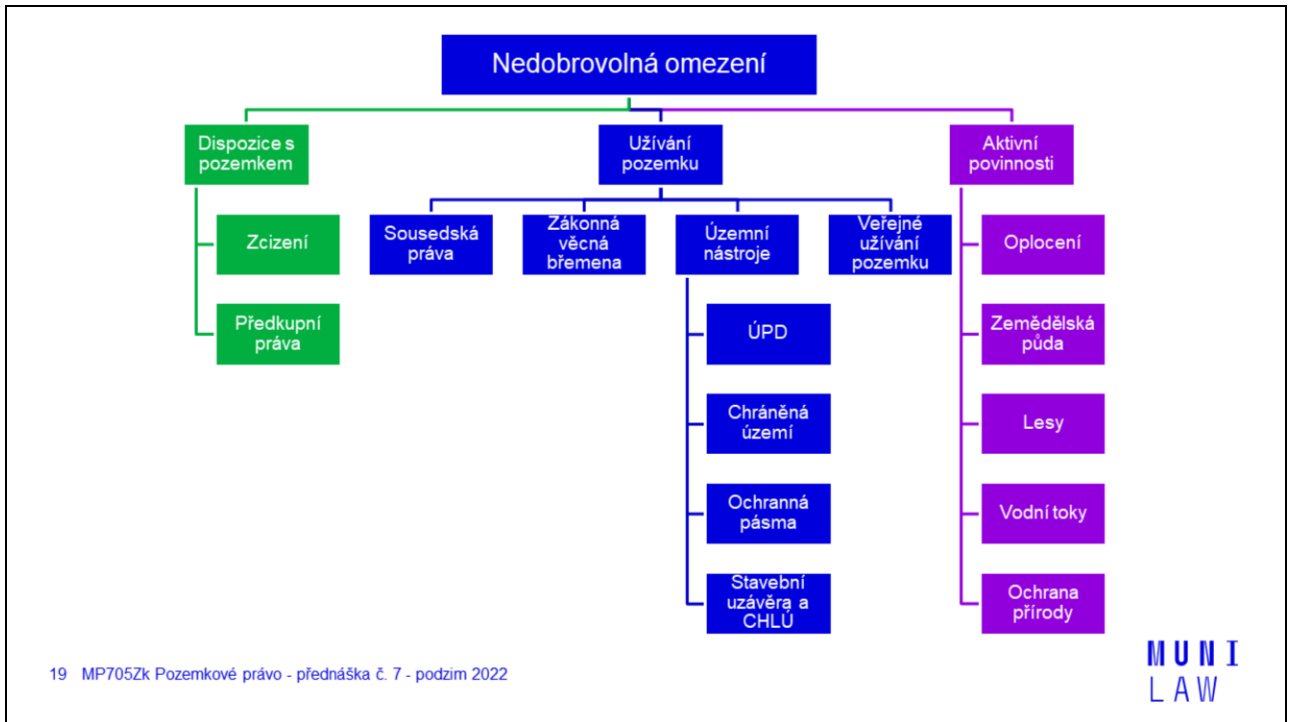 Nedobrovolná omezení
Dispozice s
pozemkem
Zcizení
Předkupní
práva
Užívání
pozemku
Sousedská
práva
Zákonná
věcná
břemena
Územní
nástroje
ÚPD
Chráněná
území
Ochranná
pásma
Stavební
uzávěra a
CHLÚ
Veřejné
užívání
pozemku
Aktivní
povinnosti
Oplocení
Zemědělská
půda
Lesy
Vodní toky
Ochrana
přírody
19 MP705Zk Pozemkové právo - přednáška č. 7 - podzim 2022
MUNI
LAW